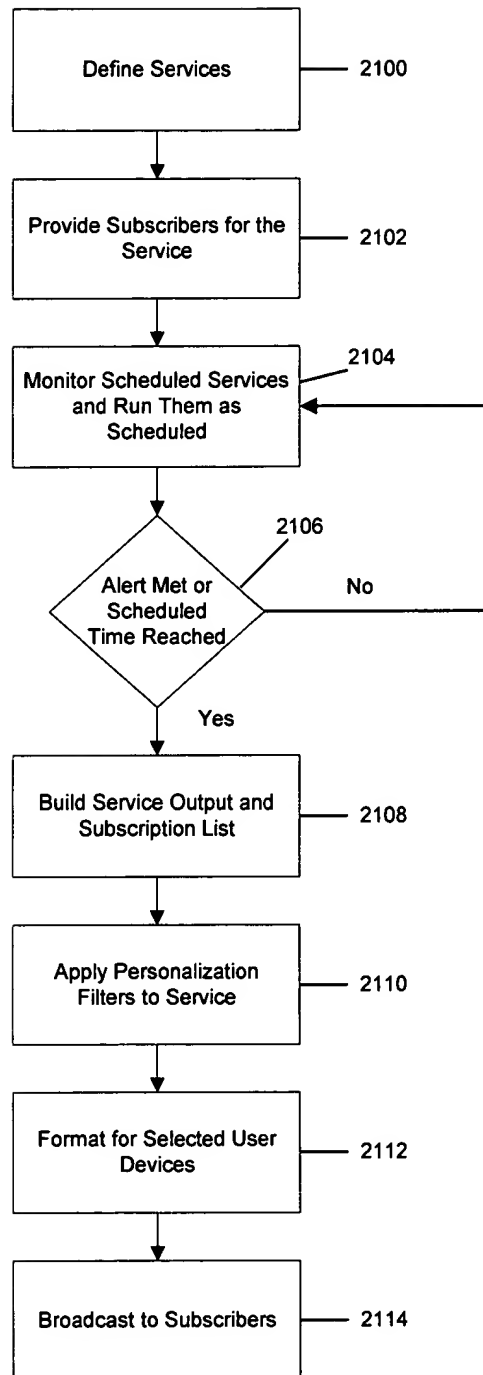 Define Services
2100
Provide Subscribers for the
Service
2102
2104
Monitor Scheduled Services
and Run Them as
Scheduled
2106
Alert Met or
Scheduled
Time Reached
No
Yes
Build Service Output and
Subscription List
2108
Apply Personalization
Filters to Service
2110
Format for Selected User
Devices
2112
Broadcast to Subscribers
2114